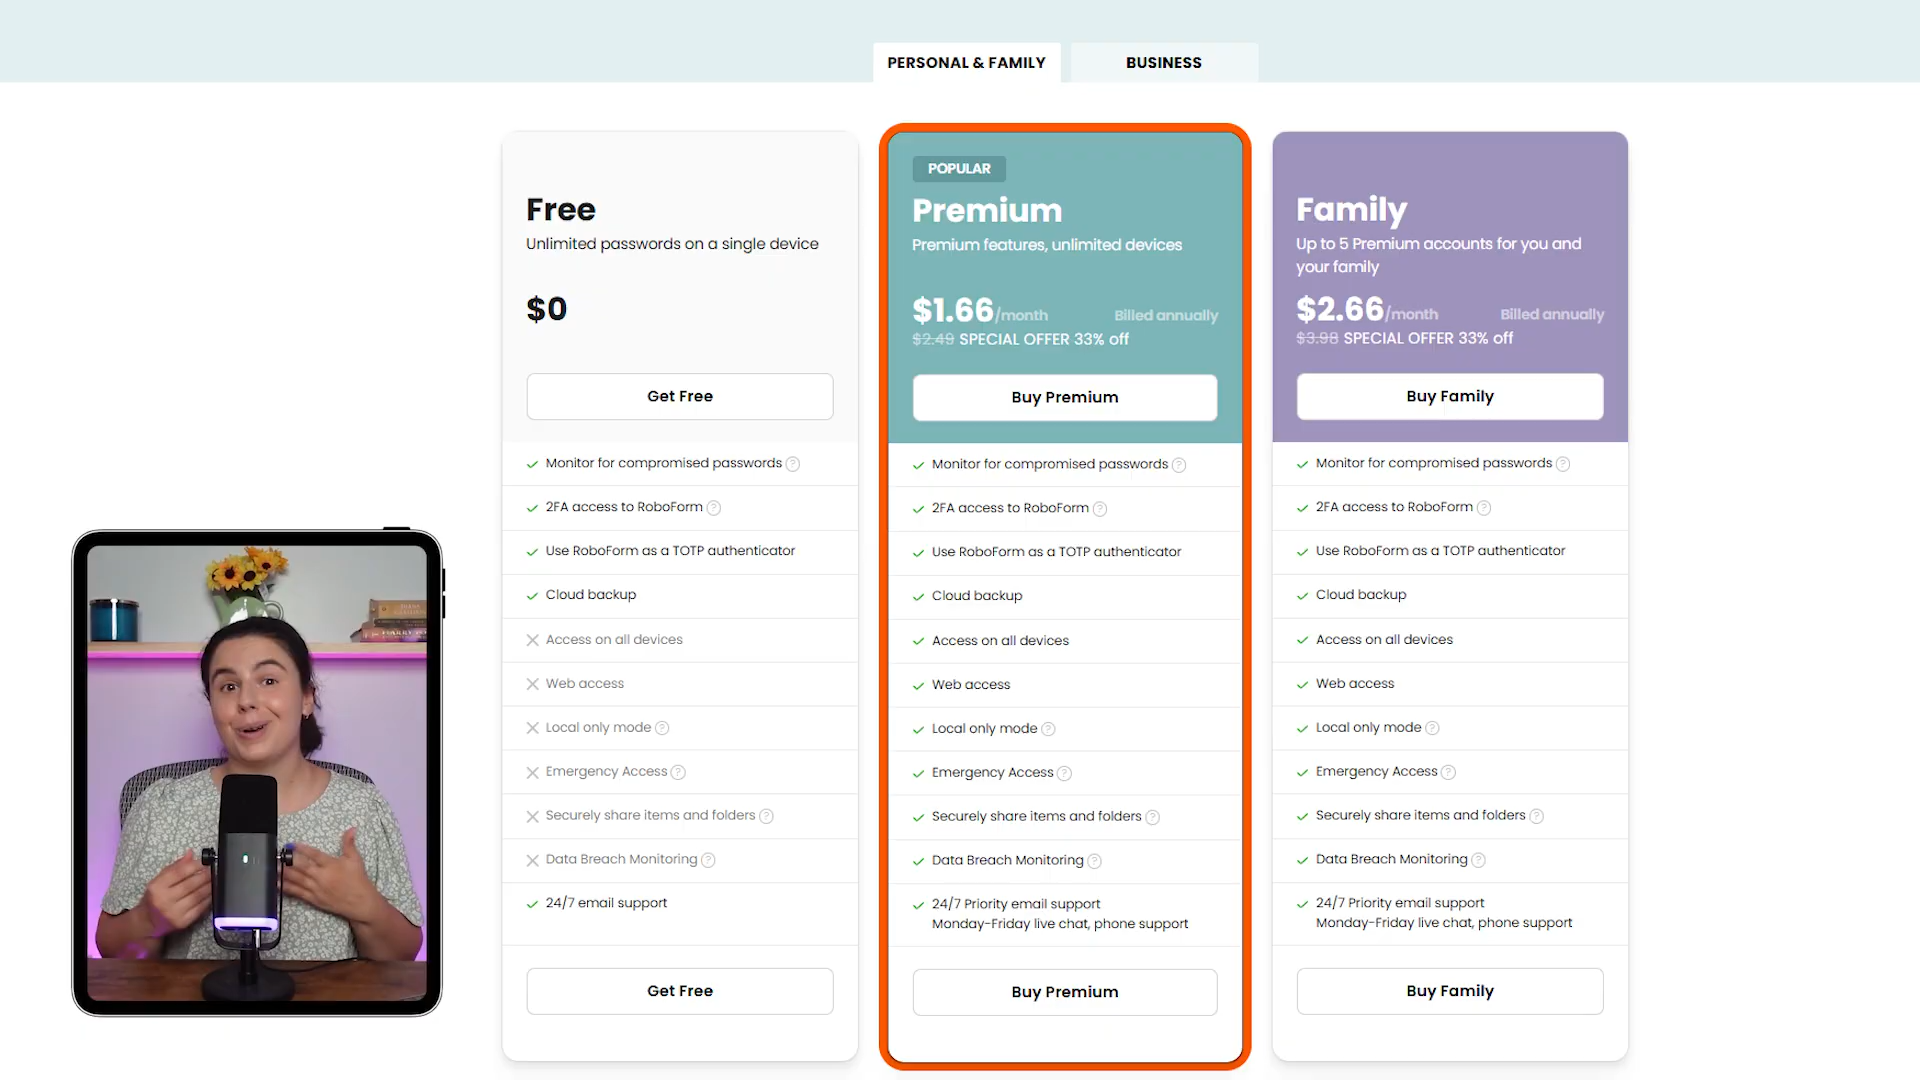 PERSONAL & FAMILY
BUSINESS
Free
Unlimited passwords on a single device
$0
Get Free
Monitor for compromised passwords ?
2FA access to RoboForm ?
Use RoboForm as a TOTP authenticator
Cloud backup
Access on all devices
Web access
Local only mode ?
Emergency Access ?
Securely share items and folders ?
Data Breach Monitoring ?
24/7 email support
Get Free
POPULAR
Premium
Premium features, unlimited devices
$1.66/month Billed annually
$2.49 SPECIAL OFFER 33% off
Buy Premium
Monitor for compromised passwords ?
2FA access to RoboForm ?
Use RoboForm as a TOTP authenticator
Cloud backup
Access on all devices
Web access
Local only mode ?
Emergency Access ?
Securely share items and folders ?
Data Breach Monitoring ?
24/7 Priority email support
Monday-Friday live chat, phone support
Buy Premium
Family
Up to 5 Premium accounts for you and
your family
$2.66/month Billed annually
$3.98 SPECIAL OFFER 33% off
Buy Family
Monitor for compromised passwords ?
2FA access to RoboForm ?
Use RoboForm as a TOTP authenticator
Cloud backup
Access on all devices
Web access
Local only mode ?
Emergency Access ?
Securely share items and folders ?
Data Breach Monitoring ?
24/7 Priority email support
Monday-Friday live chat, phone support
Buy Family